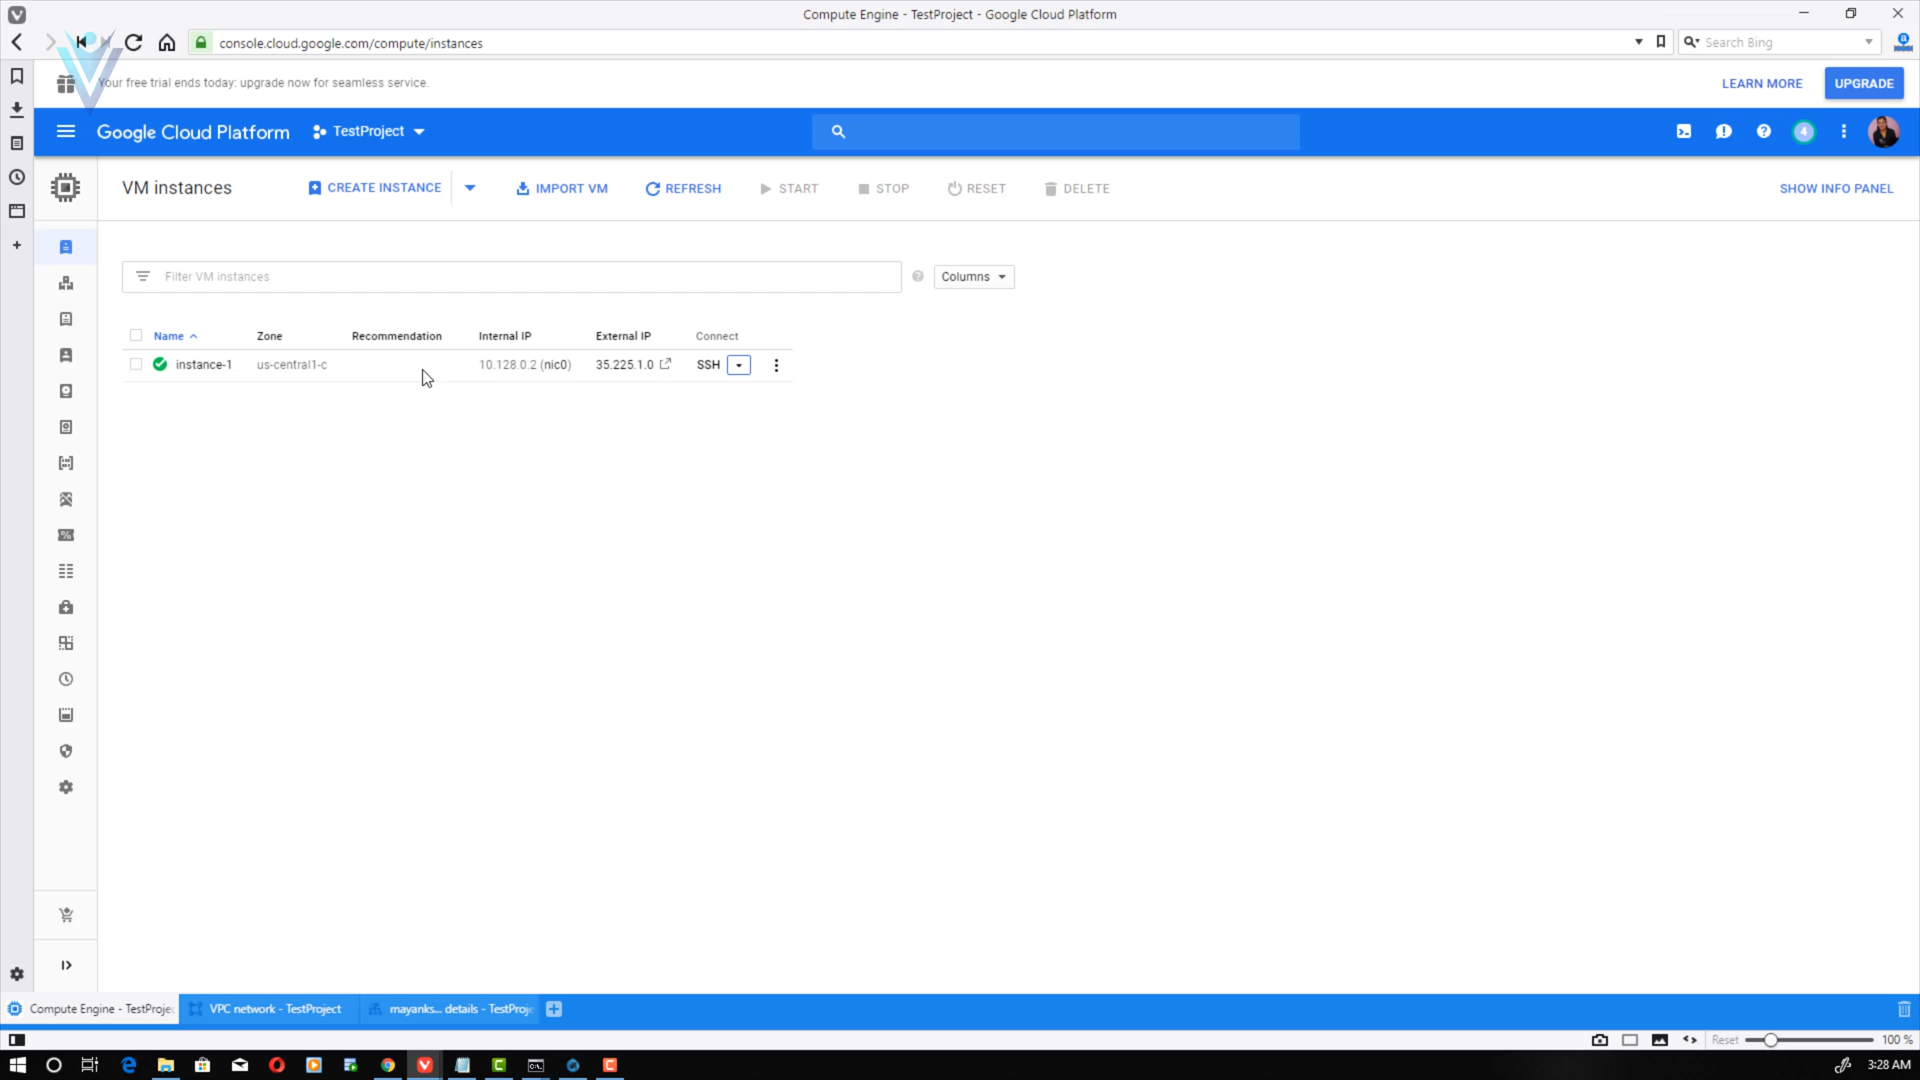 Compute Engine - TestProject - Google Cloud Platform
console.cloud.google.com/compute/instances
Search Bing
Your free trial ends today: upgrade now for seamless service.
LEARN MORE
UPGRADE
Google Cloud Platform
TestProject
4
VM instances
CREATE INSTANCE
IMPORT VM
REFRESH
START
STOP
RESET
DELETE
SHOW INFO PANEL
Filter VM instances
Columns
Name Zone Recommendation Internal IP External IP Connect
instance-1 us-central1-c 10.128.0.2 (nic0) 35.225.1.0 SSH
Compute Engine - TestProje
VPC network - TestProject
mayanks... details - TestProje
Reset
100 %
3:28 AM